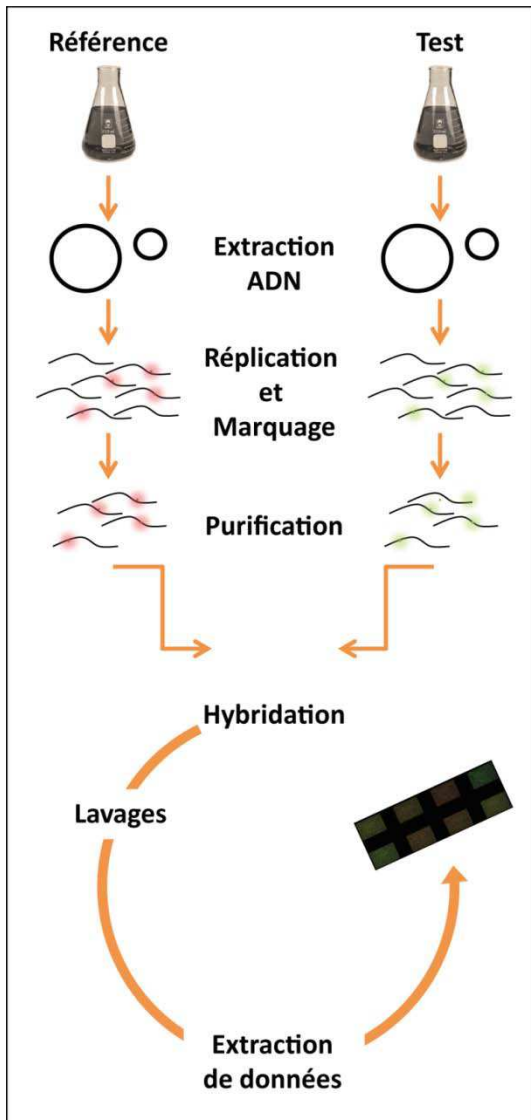 Référence
Test
Extraction
ADN
Réplication
et
Marquage
Purification
Hybridation
Lavages
Extraction
de données